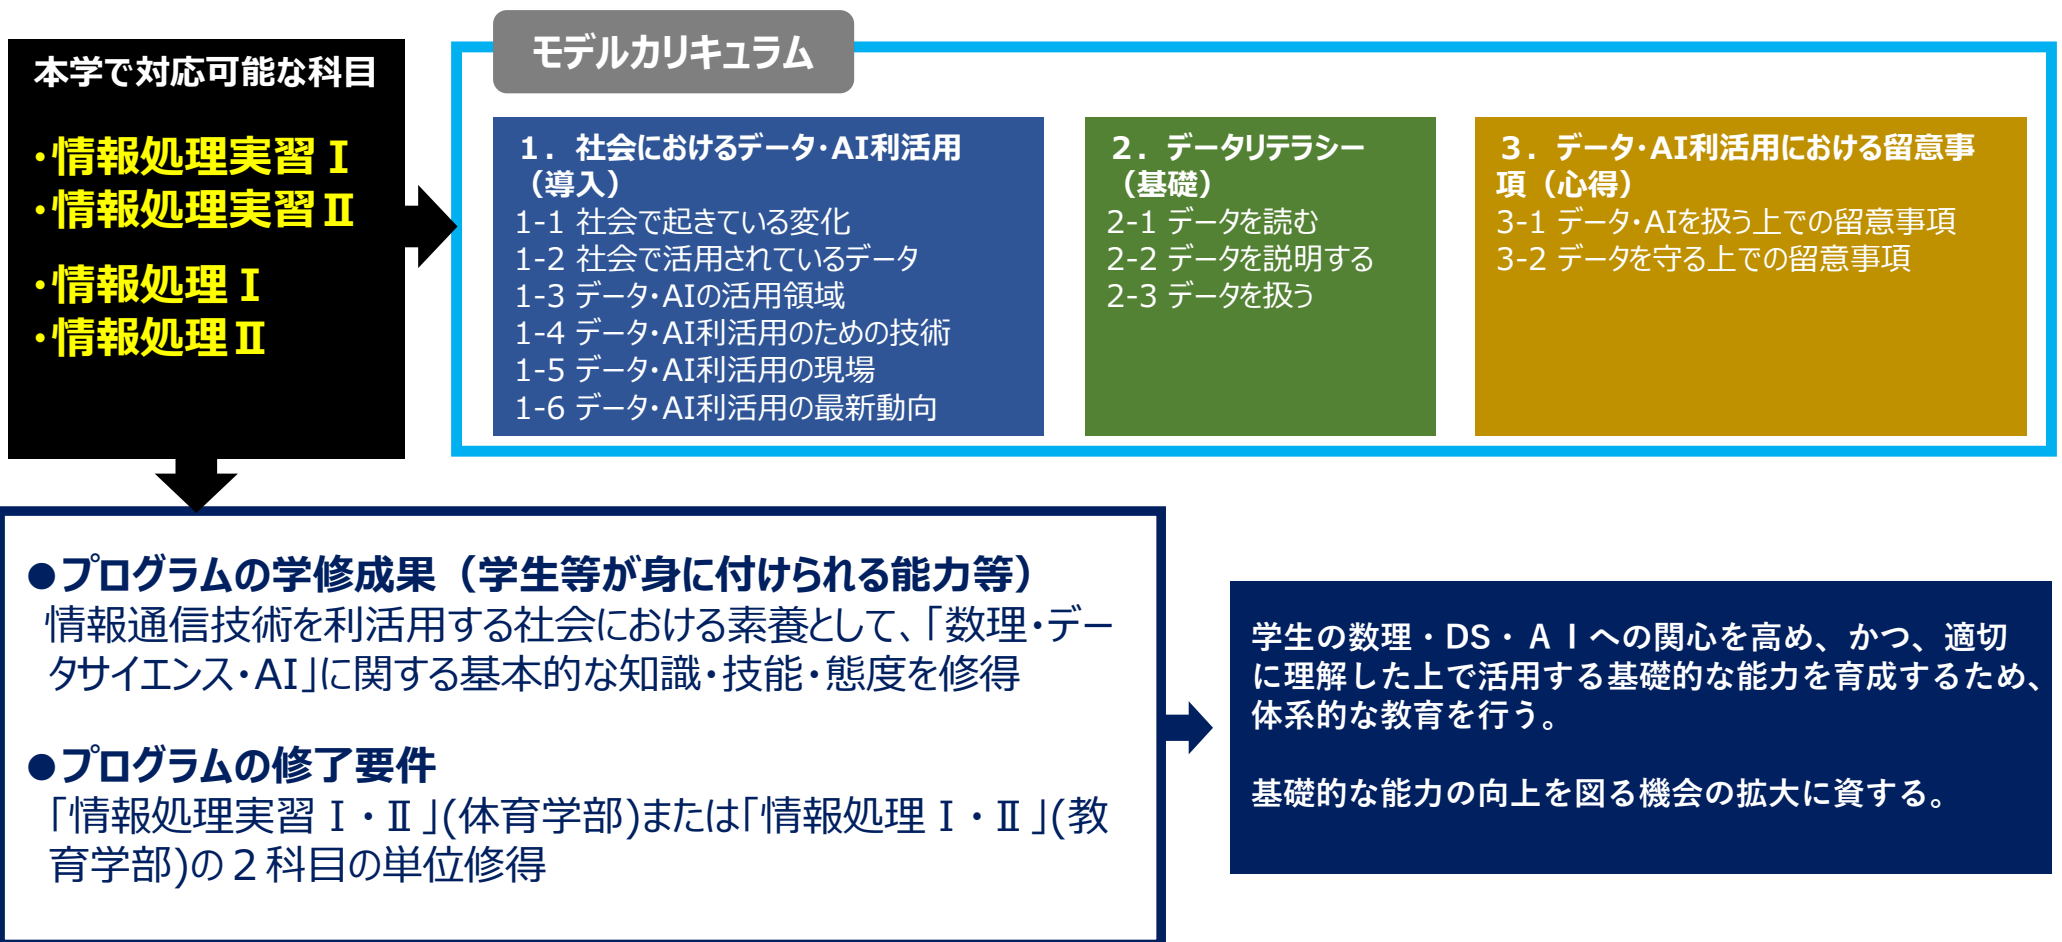 本学で対応可能な科目
・情報処理実習Ⅰ
・情報処理実習Ⅱ
・情報処理Ⅰ
・情報処理Ⅱ
モデルカリキュラム
１．社会におけるデータ・AI利活用
（導入）
1-1 社会で起きている変化
1-2 社会で活用されているデータ
1-3 データ・AIの活用領域
1-4 データ・AI利活用のための技術
1-5 データ・AI利活用の現場
1-6 データ・AI利活用の最新動向
２．データリテラシー
（基礎）
2-1 データを読む
2-2 データを説明する
2-3 データを扱う
３．データ・AI利活用における留意事
項（心得）
3-1 データ・AIを扱う上での留意事項
3-2 データを守る上での留意事項
●プログラムの学修成果（学生等が身に付けられる能力等）
情報通信技術を利活用する社会における素養として、「数理・デー
タサイエンス・AI」に関する基本的な知識・技能・態度を修得
●プログラムの修了要件
「情報処理実習Ⅰ・Ⅱ」(体育学部)または「情報処理Ⅰ・Ⅱ」(教
育学部)の２科目の単位修得
学生の数理・DS・ＡＩへの関心を高め、かつ、適切
に理解した上で活用する基礎的な能力を育成するため、
体系的な教育を行う。
基礎的な能力の向上を図る機会の拡大に資する。